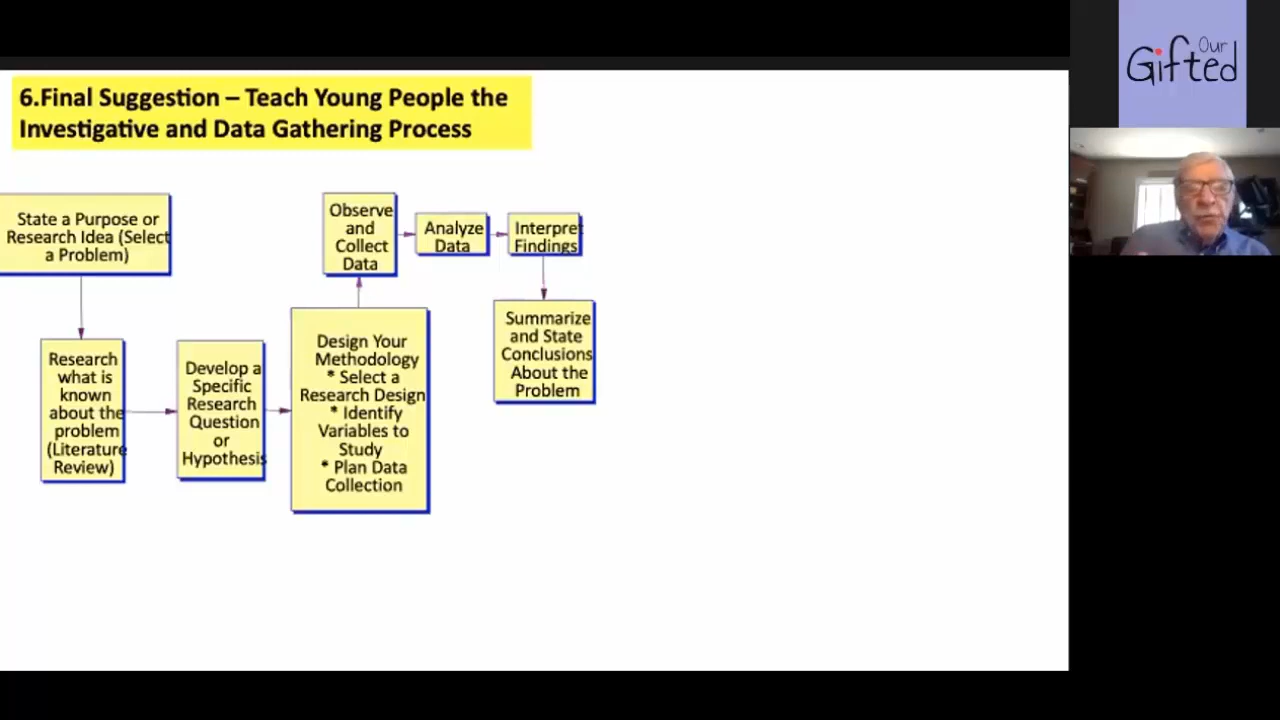 6.Final Suggestion – Teach Young People the
Investigative and Data Gathering Process
State a Purpose or
Research Idea (Select
a Problem)
Research
what is
known
about the
problem
(Literature
Review)
Develop a
Specific
Research
Question
or
Hypothesis
Design Your
Methodology
* Select a
Research Design
* Identify
Variables to
Study
* Plan Data
Collection
Observe
and
Collect
Data
Analyze
Data
Interpret
Findings
Summarize
and State
Conclusions
About the
Problem
Our
Gifted